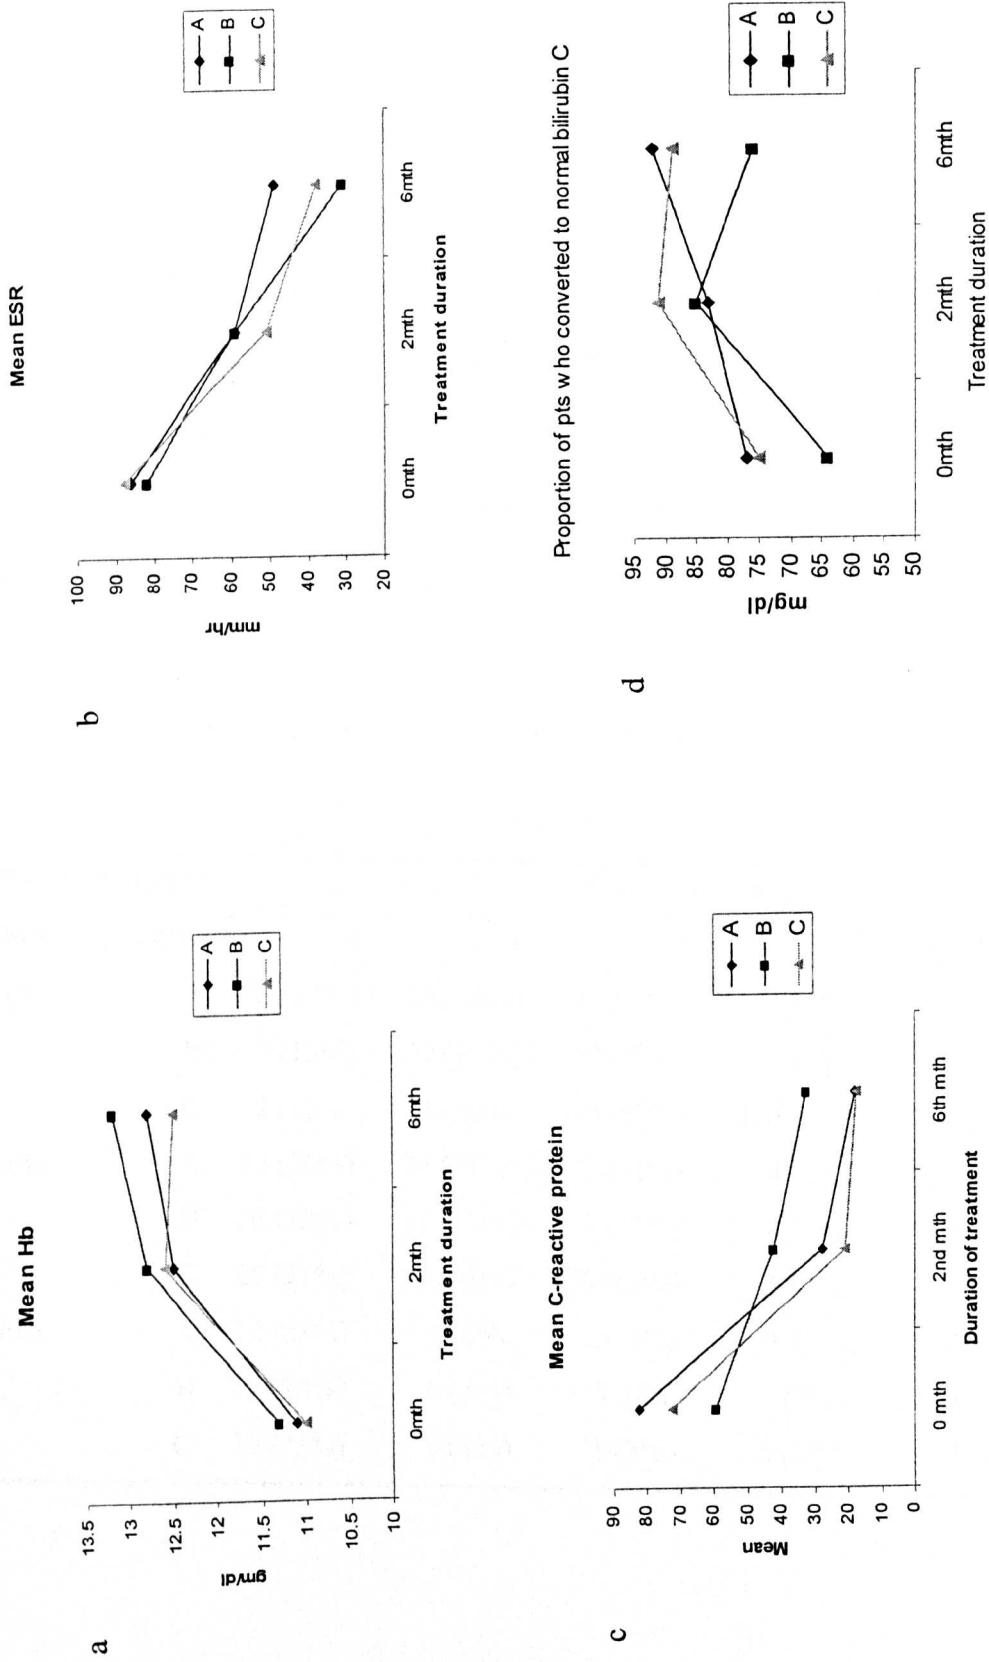 a
Mean Hb
gm/dl
13.5
13
12.5
12
11.5
11
10.5
10
0mth
2mth
6mth
Treatment duration
A
B
C
b
Mean ESR
mm/hr
100
90
80
70
60
50
40
30
20
0mth
2mth
6mth
Treatment duration
A
B
C
c
Mean C-reactive protein
Mean
90
80
70
60
50
40
30
20
10
0
0 mth
2nd mth
6th mth
Duration of treatment
A
B
C
d
Proportion of pts who converted to normal bilirubin C
mg/dl
95
90
85
80
75
70
65
60
55
50
0mth
2mth
6mth
Treatment duration
A
B
C